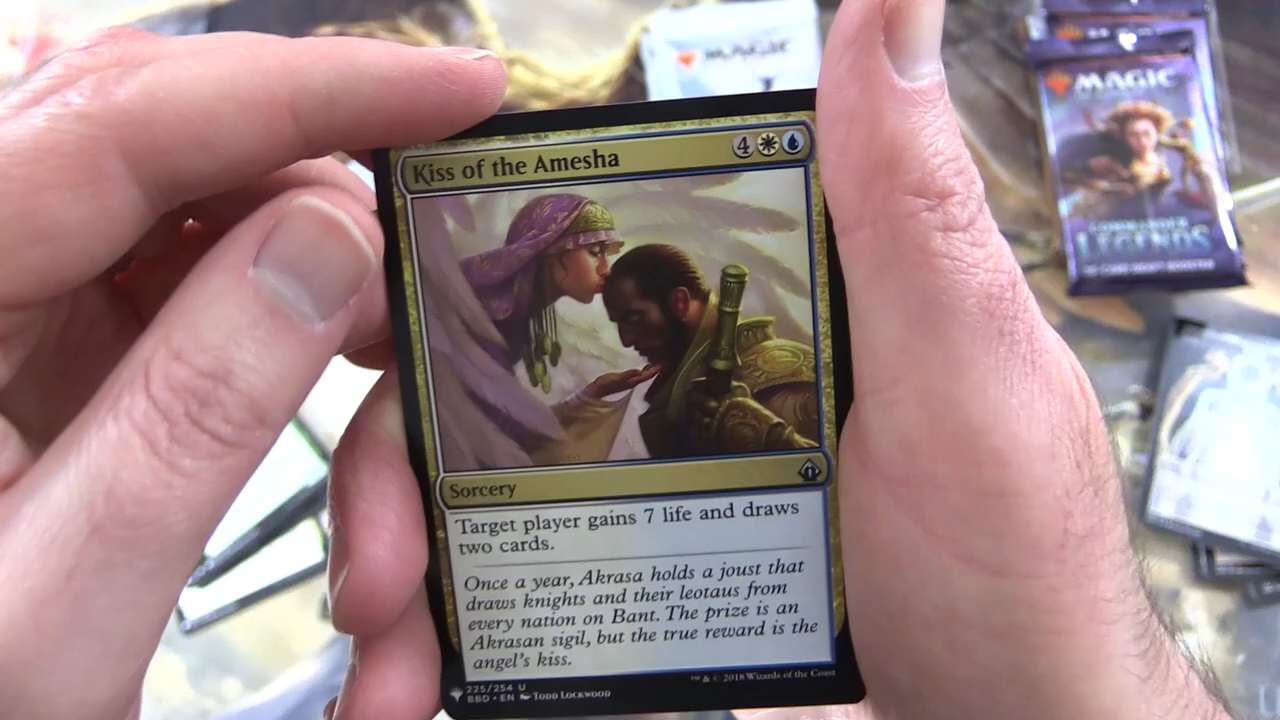 MAGIC
MAGIC
COMMANDER
LEGENDS
Kiss of the Amesha
4
Sorcery
Target player gains 7 life and draws
two cards.
Once a year, Akrasa holds a joust that
draws knights and their leotaus from
every nation on Bant. The prize is an
Akrasan sigil, but the true reward is the
angel's kiss.
225/254 U
BBD • EN Todd Lockwood
™ & © 2018 Wizards of the Coast